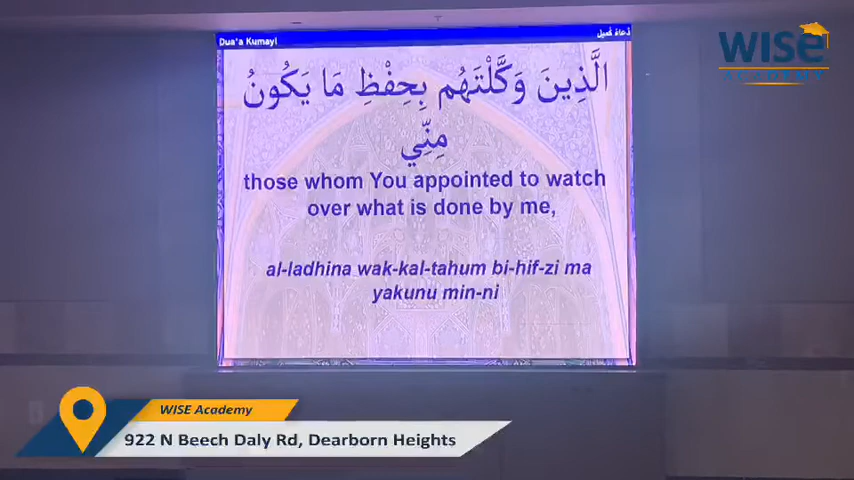 Dua'a Kumayl
دُعَاءُ كُمَيْل
WISE
ACADEMY
الَّذِينَ وَكَّلْتَهُم بِحِفْظِ مَا يَكُونُ
مِنِّي
those whom You appointed to watch
over what is done by me,
al-ladhina wak-kal-tahum bi-hif-zi ma
yakunu min-ni
WISE Academy
922 N Beech Daly Rd, Dearborn Heights